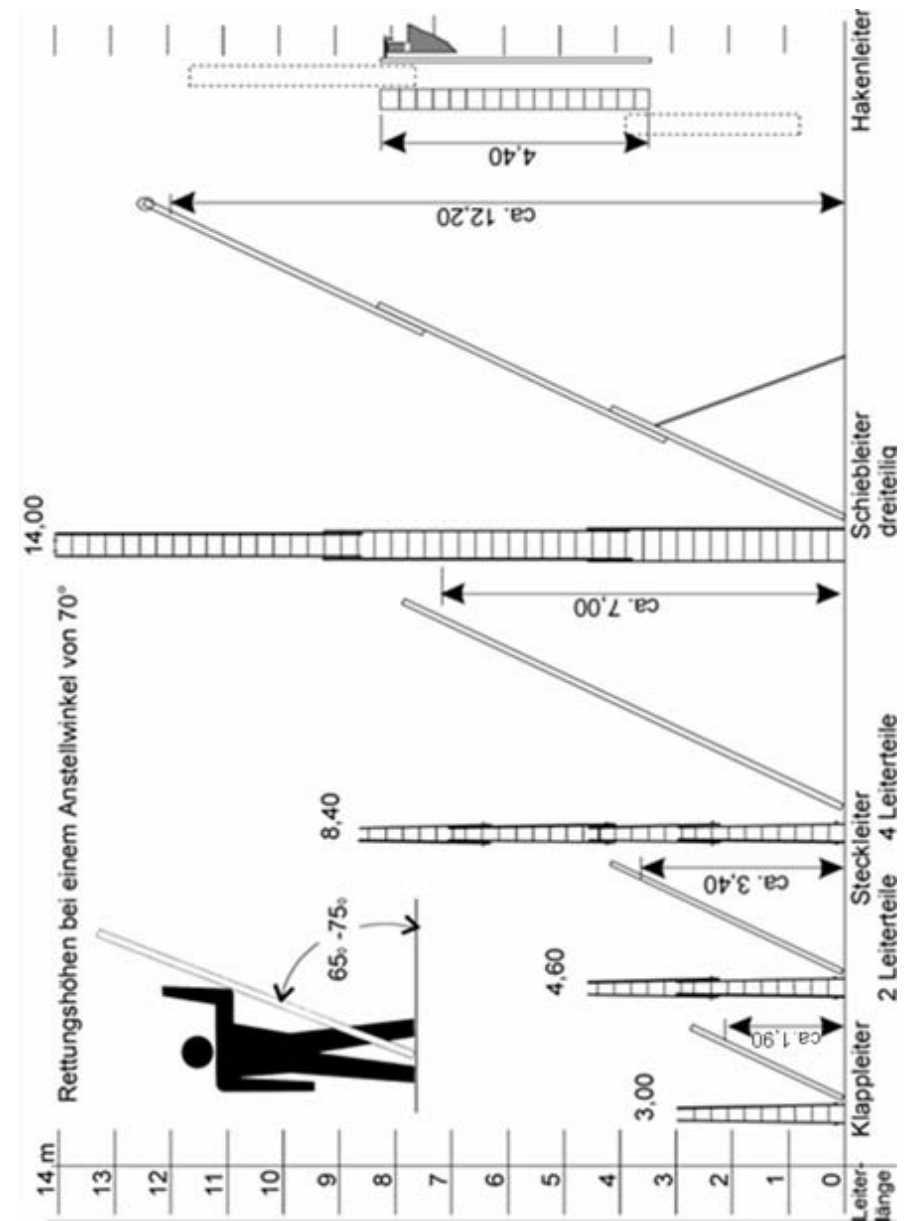 Rettungshöhen bei einem Anstellwinkel von 70°
14 m
12
11
10
9
8
7
6
5
4
3
2
1
0
65° -75°
3,00
ca. 1,90
4,60
ca. 3,40
8,40
ca. 7,00
14,00
ca. 12,20
4,40
Leiter-
länge
Klappleiter
Steckleiter
2 Leiterteile
4 Leiterteile
Schiebleiter
dreiteilig
Hakenleiter